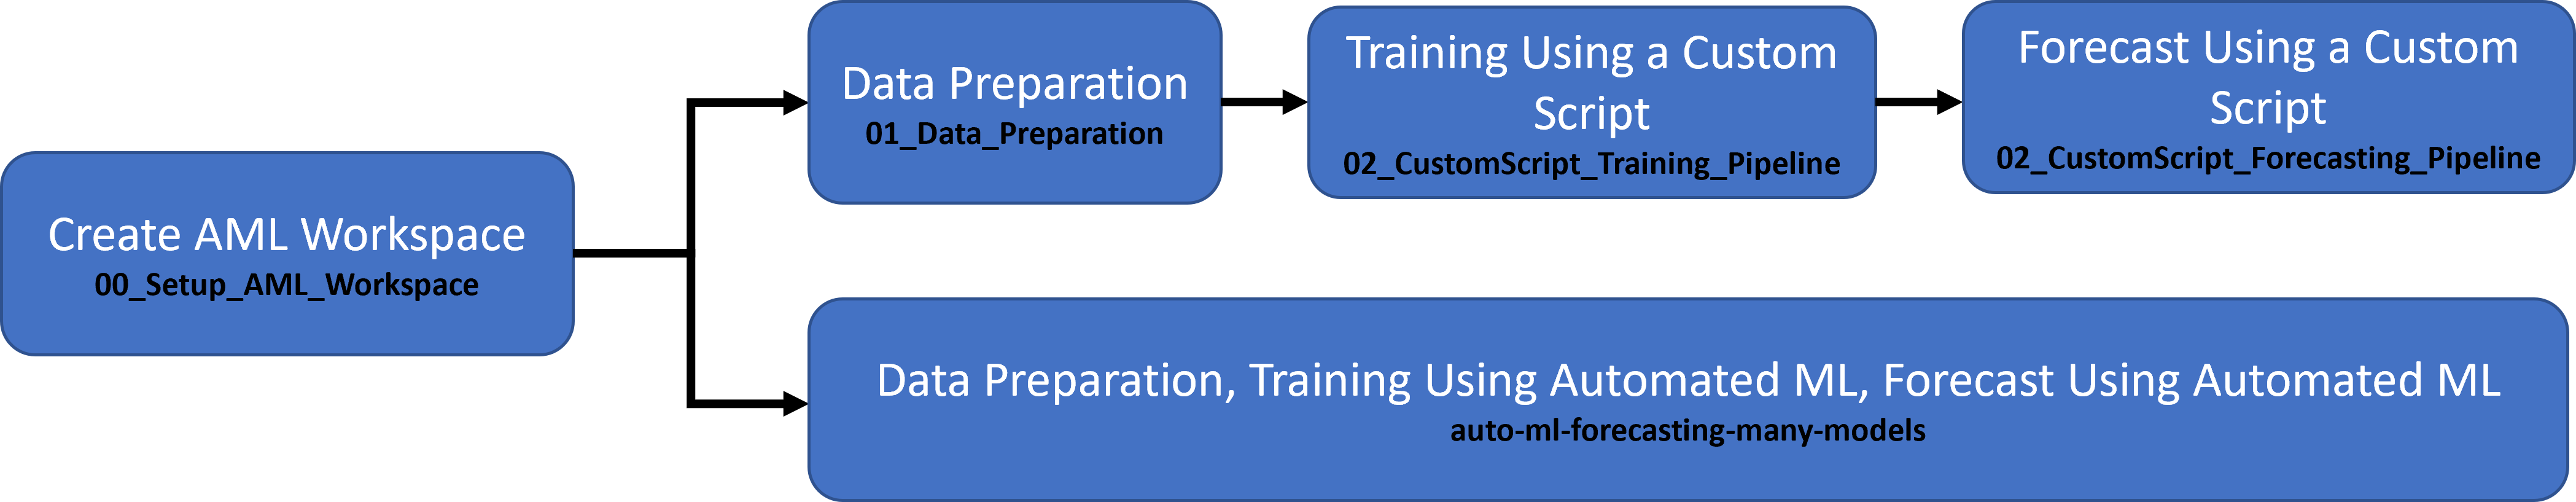 Create AML Workspace
00_Setup_AML_Workspace
Data Preparation
01_Data_Preparation
Training Using a Custom
Script
02_CustomScript_Training_Pipeline
Forecast Using a Custom
Script
02_CustomScript_Forecasting_Pipeline
Data Preparation, Training Using Automated ML, Forecast Using Automated ML
auto-ml-forecasting-many-models